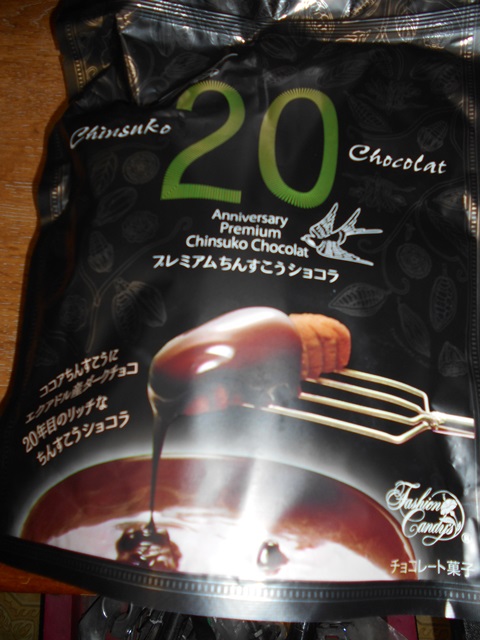 Chinsuko
20
Chocolat
Anniversary
Premium
Chinsuko Chocolat
プレミアムちんすこうショコラ
ココアちんすこうに
エクアドル産ダークチョコ
20年目のリッチな
ちんすこうショコラ
Fashion
Candy's
チョコレート菓子